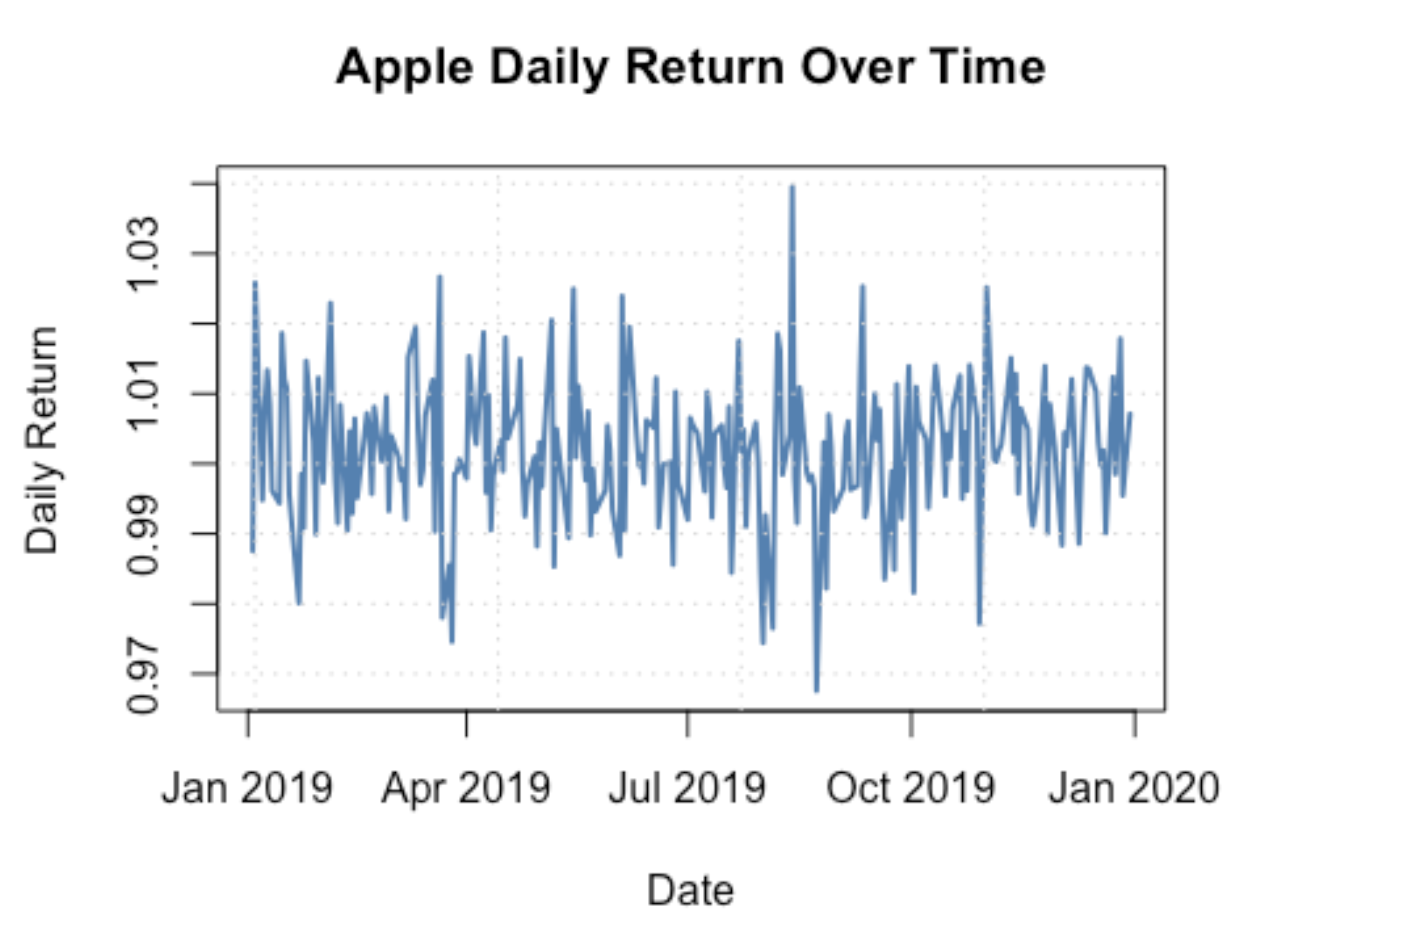 Apple Daily Return Over Time
Daily Return
1.03
1.01
0.99
0.97
Jan 2019 Apr 2019 Jul 2019 Oct 2019 Jan 2020
Date